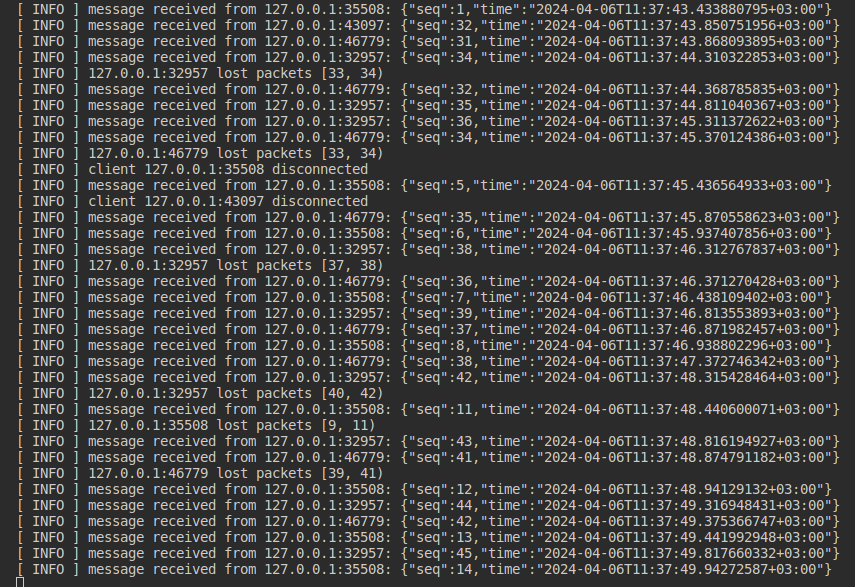 [ INFO ] message received from 127.0.0.1:35508: {"seq":1,"time":"2024-04-06T11:37:43.433880795+03:00"}
[ INFO ] message received from 127.0.0.1:43097: {"seq":32,"time":"2024-04-06T11:37:43.850751956+03:00"}
[ INFO ] message received from 127.0.0.1:46779: {"seq":31,"time":"2024-04-06T11:37:43.868093895+03:00"}
[ INFO ] message received from 127.0.0.1:32957: {"seq":34,"time":"2024-04-06T11:37:44.310322853+03:00"}
[ INFO ] 127.0.0.1:32957 lost packets [33, 34)
[ INFO ] message received from 127.0.0.1:46779: {"seq":32,"time":"2024-04-06T11:37:44.368785835+03:00"}
[ INFO ] message received from 127.0.0.1:32957: {"seq":35,"time":"2024-04-06T11:37:44.811040367+03:00"}
[ INFO ] message received from 127.0.0.1:32957: {"seq":36,"time":"2024-04-06T11:37:45.311372622+03:00"}
[ INFO ] message received from 127.0.0.1:46779: {"seq":34,"time":"2024-04-06T11:37:45.370124386+03:00"}
[ INFO ] 127.0.0.1:46779 lost packets [33, 34)
[ INFO ] client 127.0.0.1:35508 disconnected
[ INFO ] message received from 127.0.0.1:35508: {"seq":5,"time":"2024-04-06T11:37:45.436564933+03:00"}
[ INFO ] client 127.0.0.1:43097 disconnected
[ INFO ] message received from 127.0.0.1:46779: {"seq":35,"time":"2024-04-06T11:37:45.870558623+03:00"}
[ INFO ] message received from 127.0.0.1:35508: {"seq":6,"time":"2024-04-06T11:37:45.937407856+03:00"}
[ INFO ] message received from 127.0.0.1:32957: {"seq":38,"time":"2024-04-06T11:37:46.312767837+03:00"}
[ INFO ] 127.0.0.1:32957 lost packets [37, 38)
[ INFO ] message received from 127.0.0.1:46779: {"seq":36,"time":"2024-04-06T11:37:46.371270428+03:00"}
[ INFO ] message received from 127.0.0.1:35508: {"seq":7,"time":"2024-04-06T11:37:46.438109402+03:00"}
[ INFO ] message received from 127.0.0.1:32957: {"seq":39,"time":"2024-04-06T11:37:46.813553893+03:00"}
[ INFO ] message received from 127.0.0.1:46779: {"seq":37,"time":"2024-04-06T11:37:46.871982457+03:00"}
[ INFO ] message received from 127.0.0.1:35508: {"seq":8,"time":"2024-04-06T11:37:46.938802296+03:00"}
[ INFO ] message received from 127.0.0.1:46779: {"seq":38,"time":"2024-04-06T11:37:47.372746342+03:00"}
[ INFO ] message received from 127.0.0.1:32957: {"seq":42,"time":"2024-04-06T11:37:48.315428464+03:00"}
[ INFO ] 127.0.0.1:32957 lost packets [40, 42)
[ INFO ] message received from 127.0.0.1:35508: {"seq":11,"time":"2024-04-06T11:37:48.440600071+03:00"}
[ INFO ] 127.0.0.1:35508 lost packets [9, 11)
[ INFO ] message received from 127.0.0.1:32957: {"seq":43,"time":"2024-04-06T11:37:48.816194927+03:00"}
[ INFO ] message received from 127.0.0.1:46779: {"seq":41,"time":"2024-04-06T11:37:48.874791182+03:00"}
[ INFO ] 127.0.0.1:46779 lost packets [39, 41)
[ INFO ] message received from 127.0.0.1:35508: {"seq":12,"time":"2024-04-06T11:37:48.94129132+03:00"}
[ INFO ] message received from 127.0.0.1:32957: {"seq":44,"time":"2024-04-06T11:37:49.316948431+03:00"}
[ INFO ] message received from 127.0.0.1:46779: {"seq":42,"time":"2024-04-06T11:37:49.375366747+03:00"}
[ INFO ] message received from 127.0.0.1:35508: {"seq":13,"time":"2024-04-06T11:37:49.441992948+03:00"}
[ INFO ] message received from 127.0.0.1:32957: {"seq":45,"time":"2024-04-06T11:37:49.817660332+03:00"}
[ INFO ] message received from 127.0.0.1:35508: {"seq":14,"time":"2024-04-06T11:37:49.94272587+03:00"}